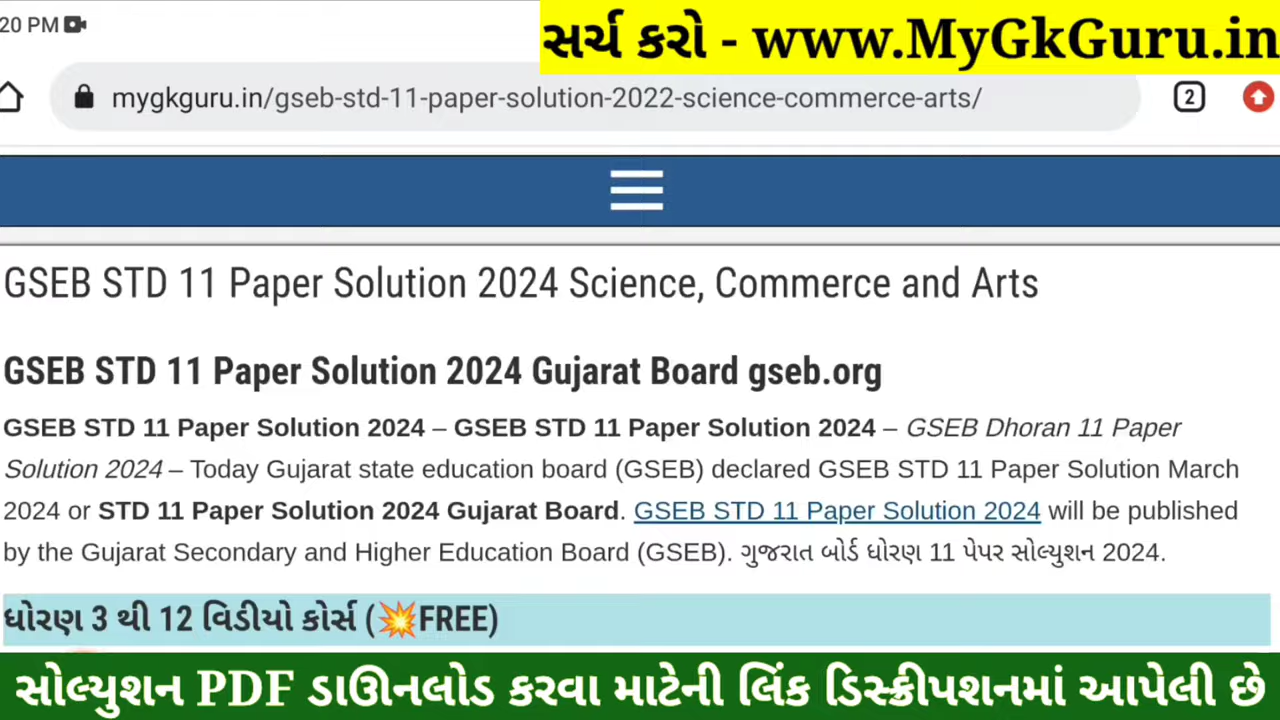 20 PM
સર્ચ કરો - www.MyGkGuru.in
mygkguru.in/gseb-std-11-paper-solution-2022-science-commerce-arts/
2
GSEB STD 11 Paper Solution 2024 Science, Commerce and Arts
GSEB STD 11 Paper Solution 2024 Gujarat Board gseb.org
GSEB STD 11 Paper Solution 2024 – GSEB STD 11 Paper Solution 2024 – GSEB Dhoran 11 Paper
Solution 2024 – Today Gujarat state education board (GSEB) declared GSEB STD 11 Paper Solution March
2024 or STD 11 Paper Solution 2024 Gujarat Board. GSEB STD 11 Paper Solution 2024 will be published
by the Gujarat Secondary and Higher Education Board (GSEB). ગુજરાત બોર્ડ ધોરણ 11 પેપર સોલ્યુશન 2024.
ધોરણ 3 થી 12 વિડીયો કોર્સ (💥FREE)
સોલ્યુશન PDF ડાઊનલોડ કરવા માટેની લિંક ડિસ્ક્રીપશનમાં આપેલી છે